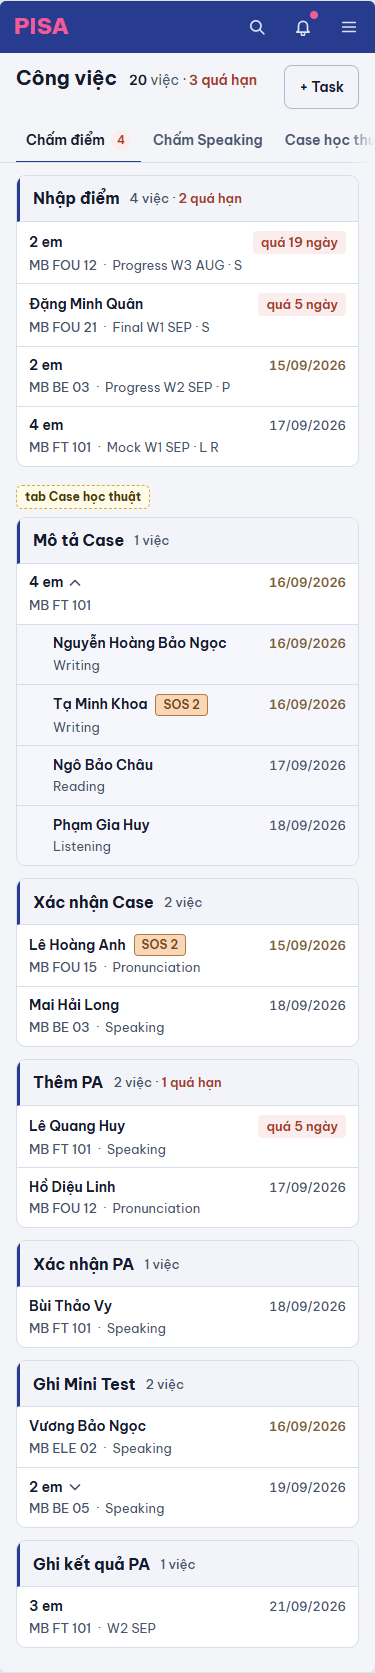 PISA
Công việc 20 việc · 3 quá hạn + Task
Chấm điểm 4 Chấm Speaking Case học thu
Nhập điểm 4 việc · 2 quá hạn
2 em quá 19 ngày
MB FOU 12 · Progress W3 AUG · S
Đặng Minh Quân quá 5 ngày
MB FOU 21 · Final W1 SEP · S
2 em 15/09/2026
MB BE 03 · Progress W2 SEP · P
4 em 17/09/2026
MB FT 101 · Mock W1 SEP · L R
tab Case học thuật
Mô tả Case 1 việc
4 em 16/09/2026
MB FT 101
Nguyễn Hoàng Bảo Ngọc 16/09/2026
Writing
Tạ Minh Khoa SOS 2 16/09/2026
Writing
Ngô Bảo Châu 17/09/2026
Reading
Phạm Gia Huy 18/09/2026
Listening
Xác nhận Case 2 việc
Lê Hoàng Anh SOS 2 15/09/2026
MB FOU 15 · Pronunciation
Mai Hải Long 18/09/2026
MB BE 03 · Speaking
Thêm PA 2 việc · 1 quá hạn
Lê Quang Huy quá 5 ngày
MB FT 101 · Speaking
Hồ Diệu Linh 17/09/2026
MB FOU 12 · Pronunciation
Xác nhận PA 1 việc
Bùi Thảo Vy 18/09/2026
MB FT 101 · Speaking
Ghi Mini Test 2 việc
Vương Bảo Ngọc 16/09/2026
MB ELE 02 · Speaking
2 em 19/09/2026
MB BE 05 · Speaking
Ghi kết quả PA 1 việc
3 em 21/09/2026
MB FT 101 · W2 SEP